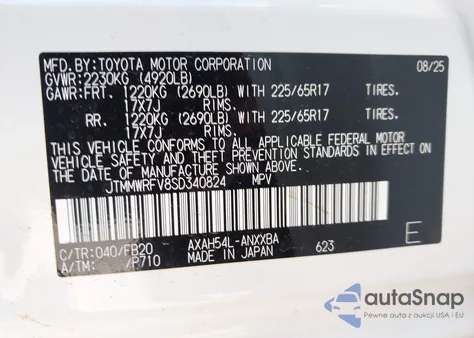 MFD.BY: TOYOTA MOTOR CORPORATION 08/25
GVWR: 2230KG (4920LB)
GAWR: FRT. 1220KG (2690LB) WITH 225/65R17 TIRES.
17X7J RIMS.
RR. 1220KG (2690LB) WITH 225/65R17 TIRES.
17X7J RIMS.
THIS VEHICLE CONFORMS TO ALL APPLICABLE FEDERAL MOTOR
VEHICLE SAFETY AND BUMPER STANDARDS IN EFFECT ON
THE DATE OF MANUFACTURE SHOWN ABOVE.
JTMMWRFV8SD340824 MPV
C/TR:040/FB20 AXAH54L-ANXXBA
A/TM: /P710 MADE IN JAPAN 623 E
autoSnap
Pewne auta z aukcji USA i EU